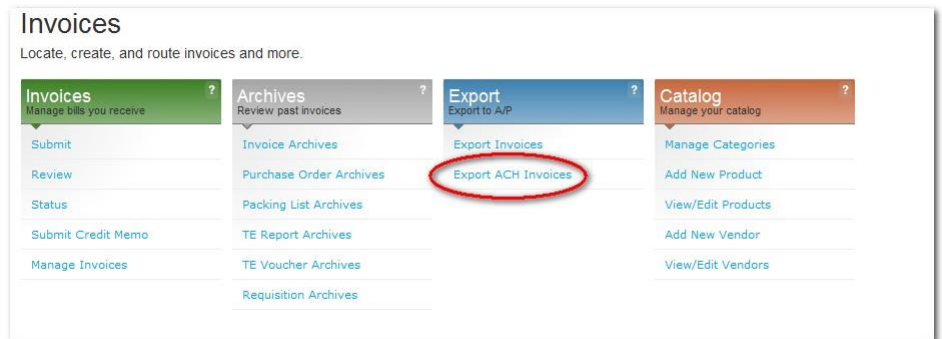 Invoices
Locate, create, and route invoices and more.
Invoices ?
Manage bills you receive
Submit
Review
Status
Submit Credit Memo
Manage Invoices
Archives ?
Review past invoices
Invoice Archives
Purchase Order Archives
Packing List Archives
TE Report Archives
TE Voucher Archives
Requisition Archives
Export ?
Export to A/P
Export Invoices
Export ACH Invoices
Catalog ?
Manage your catalog
Manage Categories
Add New Product
View/Edit Products
Add New Vendor
View/Edit Vendors